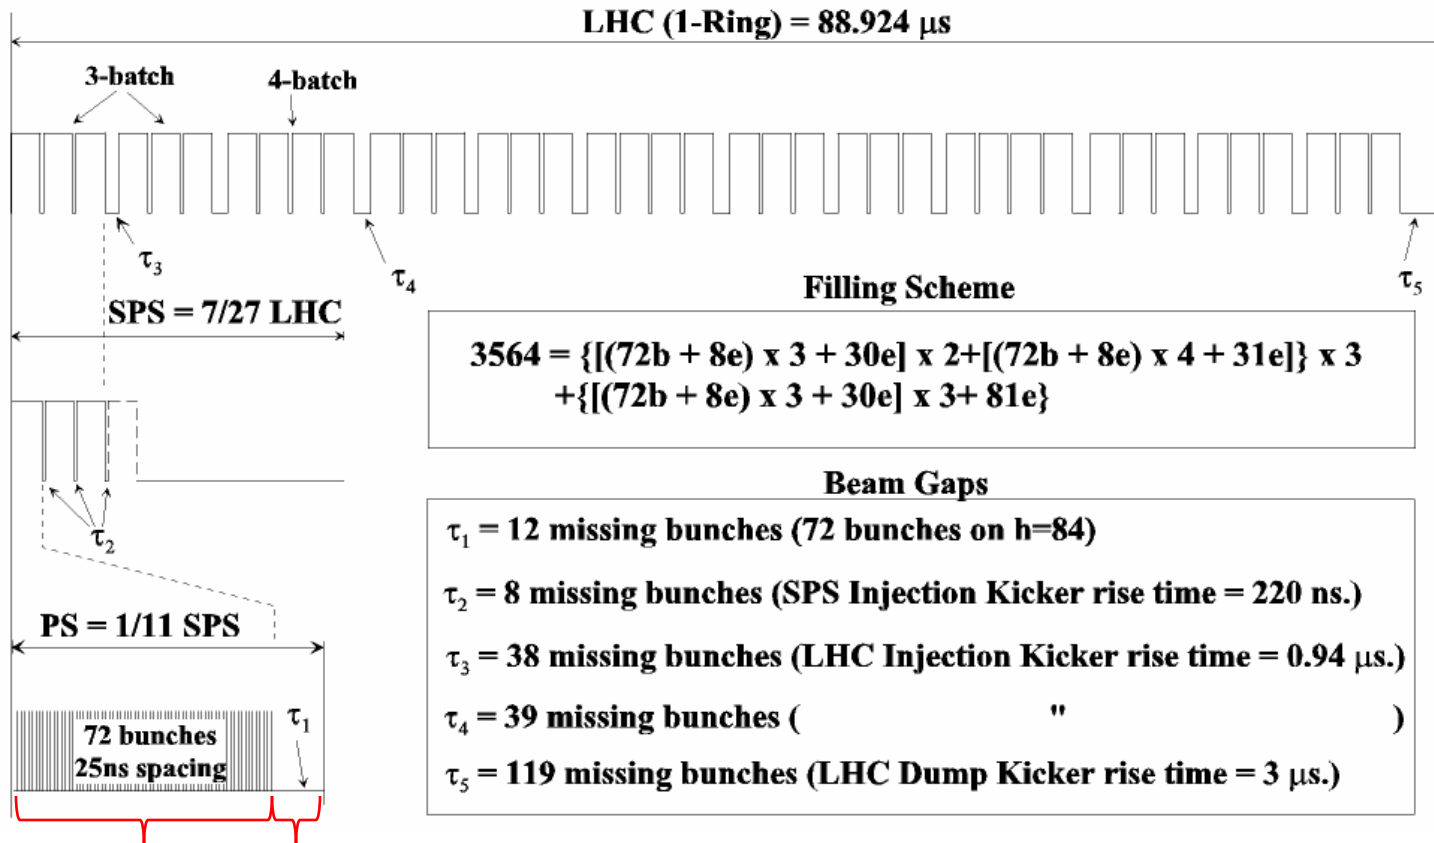 LHC (1-Ring) = 88.924 μs
3-batch
4-batch
τ3
τ4
τ5
SPS = 7/27 LHC
Filling Scheme
3564 = {[(72b + 8e) x 3 + 30e] x 2+[(72b + 8e) x 4 + 31e]} x 3
+{[(72b + 8e) x 3 + 30e] x 3+ 81e}
τ2
Beam Gaps
τ1 = 12 missing bunches (72 bunches on h=84)
τ2 = 8 missing bunches (SPS Injection Kicker rise time = 220 ns.)
τ3 = 38 missing bunches (LHC Injection Kicker rise time = 0.94 μs.)
τ4 = 39 missing bunches ( " )
τ5 = 119 missing bunches (LHC Dump Kicker rise time = 3 μs.)
PS = 1/11 SPS
τ1
72 bunches
25ns spacing